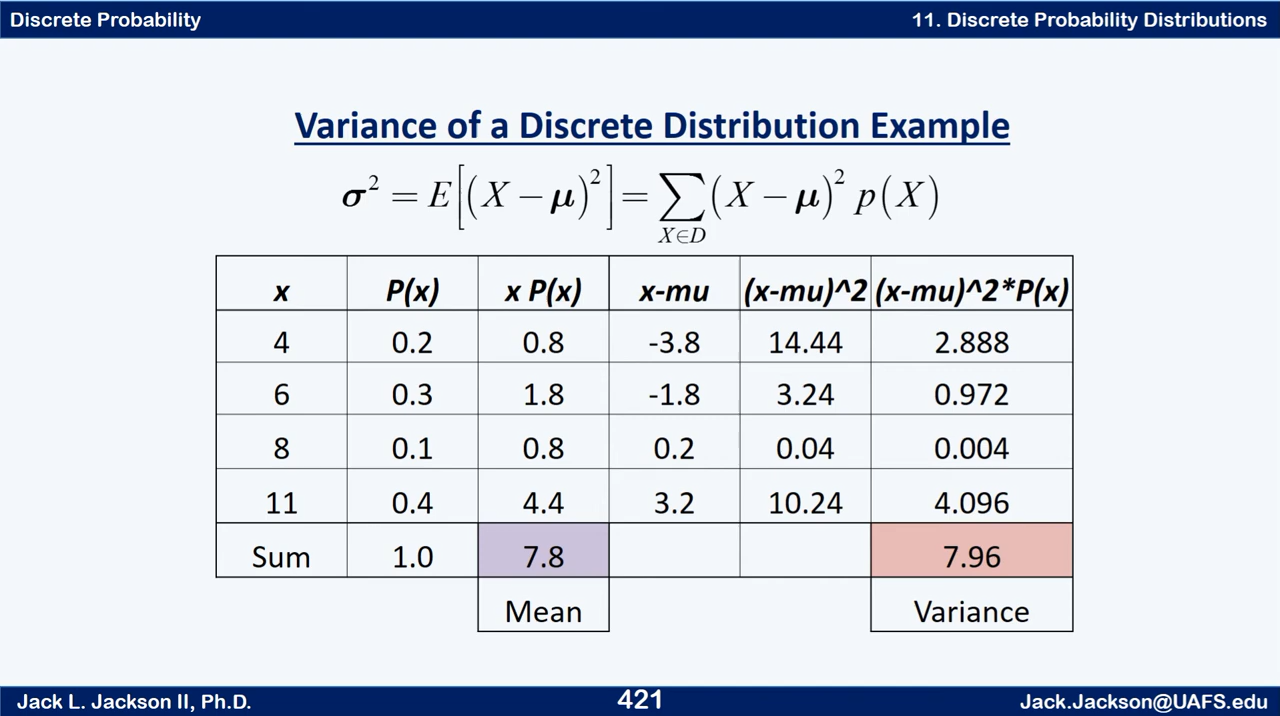 Discrete Probability 11. Discrete Probability Distributions
Variance of a Discrete Distribution Example
σ² = E[(X − μ)²] = ∑_{X∈D} (X − μ)² p(X)
x P(x) x P(x) x-mu (x-mu)^2 (x-mu)^2*P(x)
4 0.2 0.8 -3.8 14.44 2.888
6 0.3 1.8 -1.8 3.24 0.972
8 0.1 0.8 0.2 0.04 0.004
11 0.4 4.4 3.2 10.24 4.096
Sum 1.0 7.8 7.96
Mean Variance
Jack L. Jackson II, Ph.D. 421 Jack.Jackson@UAFS.edu